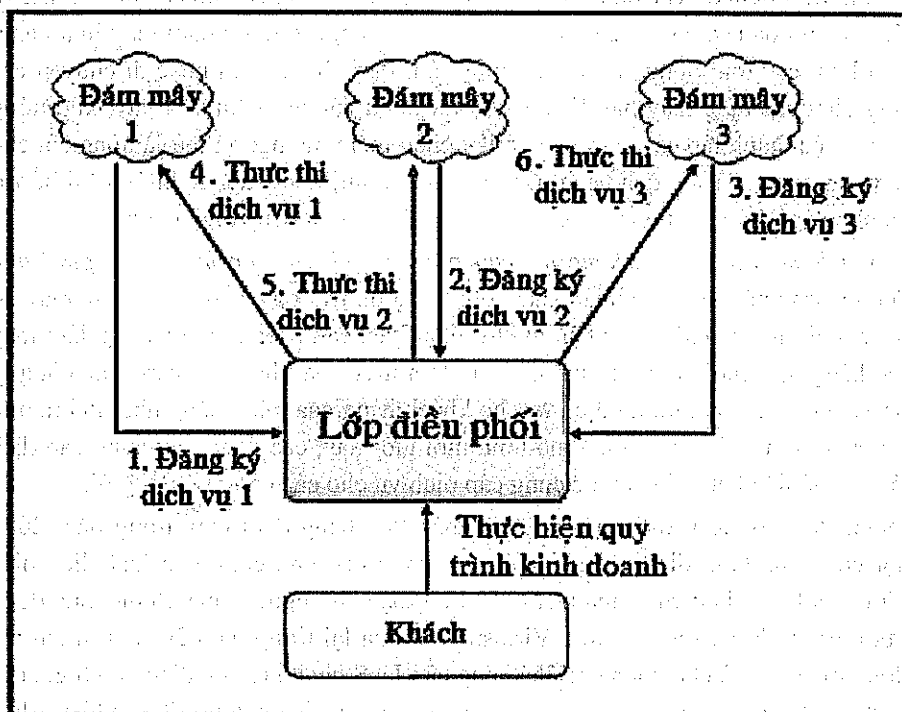 Đám mây
1
Đám mây
2
Đám mây
3
4. Thực thi
dịch vụ 1
6. Thực thi
dịch vụ 3
3. Đăng ký
dịch vụ 3
5. Thực thi
dịch vụ 2
2. Đăng ký
dịch vụ 2
Lớp điều phối
1. Đăng ký
dịch vụ 1
Thực hiện quy
trình kinh doanh
Khách